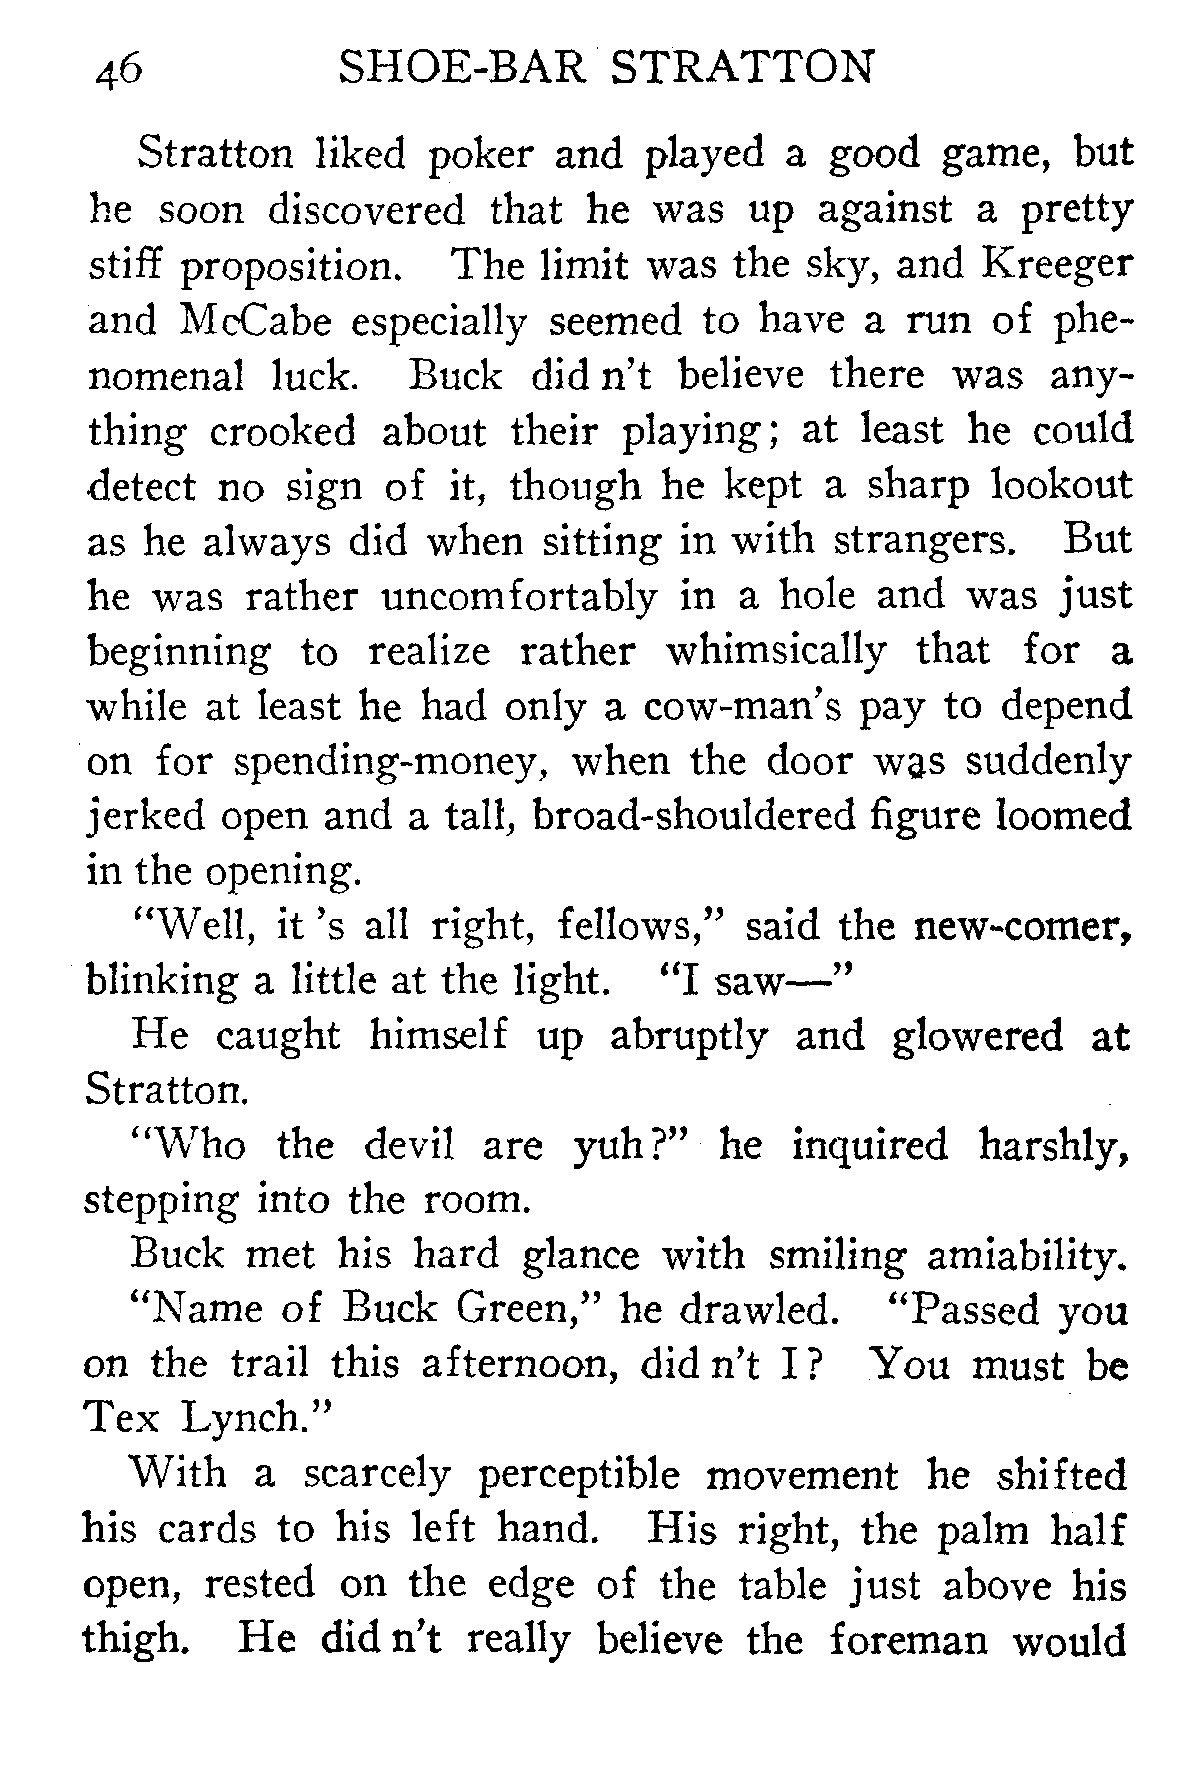 46 SHOE-BAR STRATTON
Stratton liked poker and played a good game, but
he soon discovered that he was up against a pretty
stiff proposition. The limit was the sky, and Kreeger
and McCabe especially seemed to have a run of phe-
nomenal luck. Buck did n't believe there was any-
thing crooked about their playing; at least he could
detect no sign of it, though he kept a sharp lookout
as he always did when sitting in with strangers. But
he was rather uncomfortably in a hole and was just
beginning to realize rather whimsically that for a
while at least he had only a cow-man's pay to depend
on for spending-money, when the door was suddenly
jerked open and a tall, broad-shouldered figure loomed
in the opening.
"Well, it 's all right, fellows," said the new-comer,
blinking a little at the light. "I saw—"
He caught himself up abruptly and glowered at
Stratton.
"Who the devil are yuh?" he inquired harshly,
stepping into the room.
Buck met his hard glance with smiling amiability.
"Name of Buck Green," he drawled. "Passed you
on the trail this afternoon, did n't I? You must be
Tex Lynch."
With a scarcely perceptible movement he shifted
his cards to his left hand. His right, the palm half
open, rested on the edge of the table just above his
thigh. He did n't really believe the foreman would